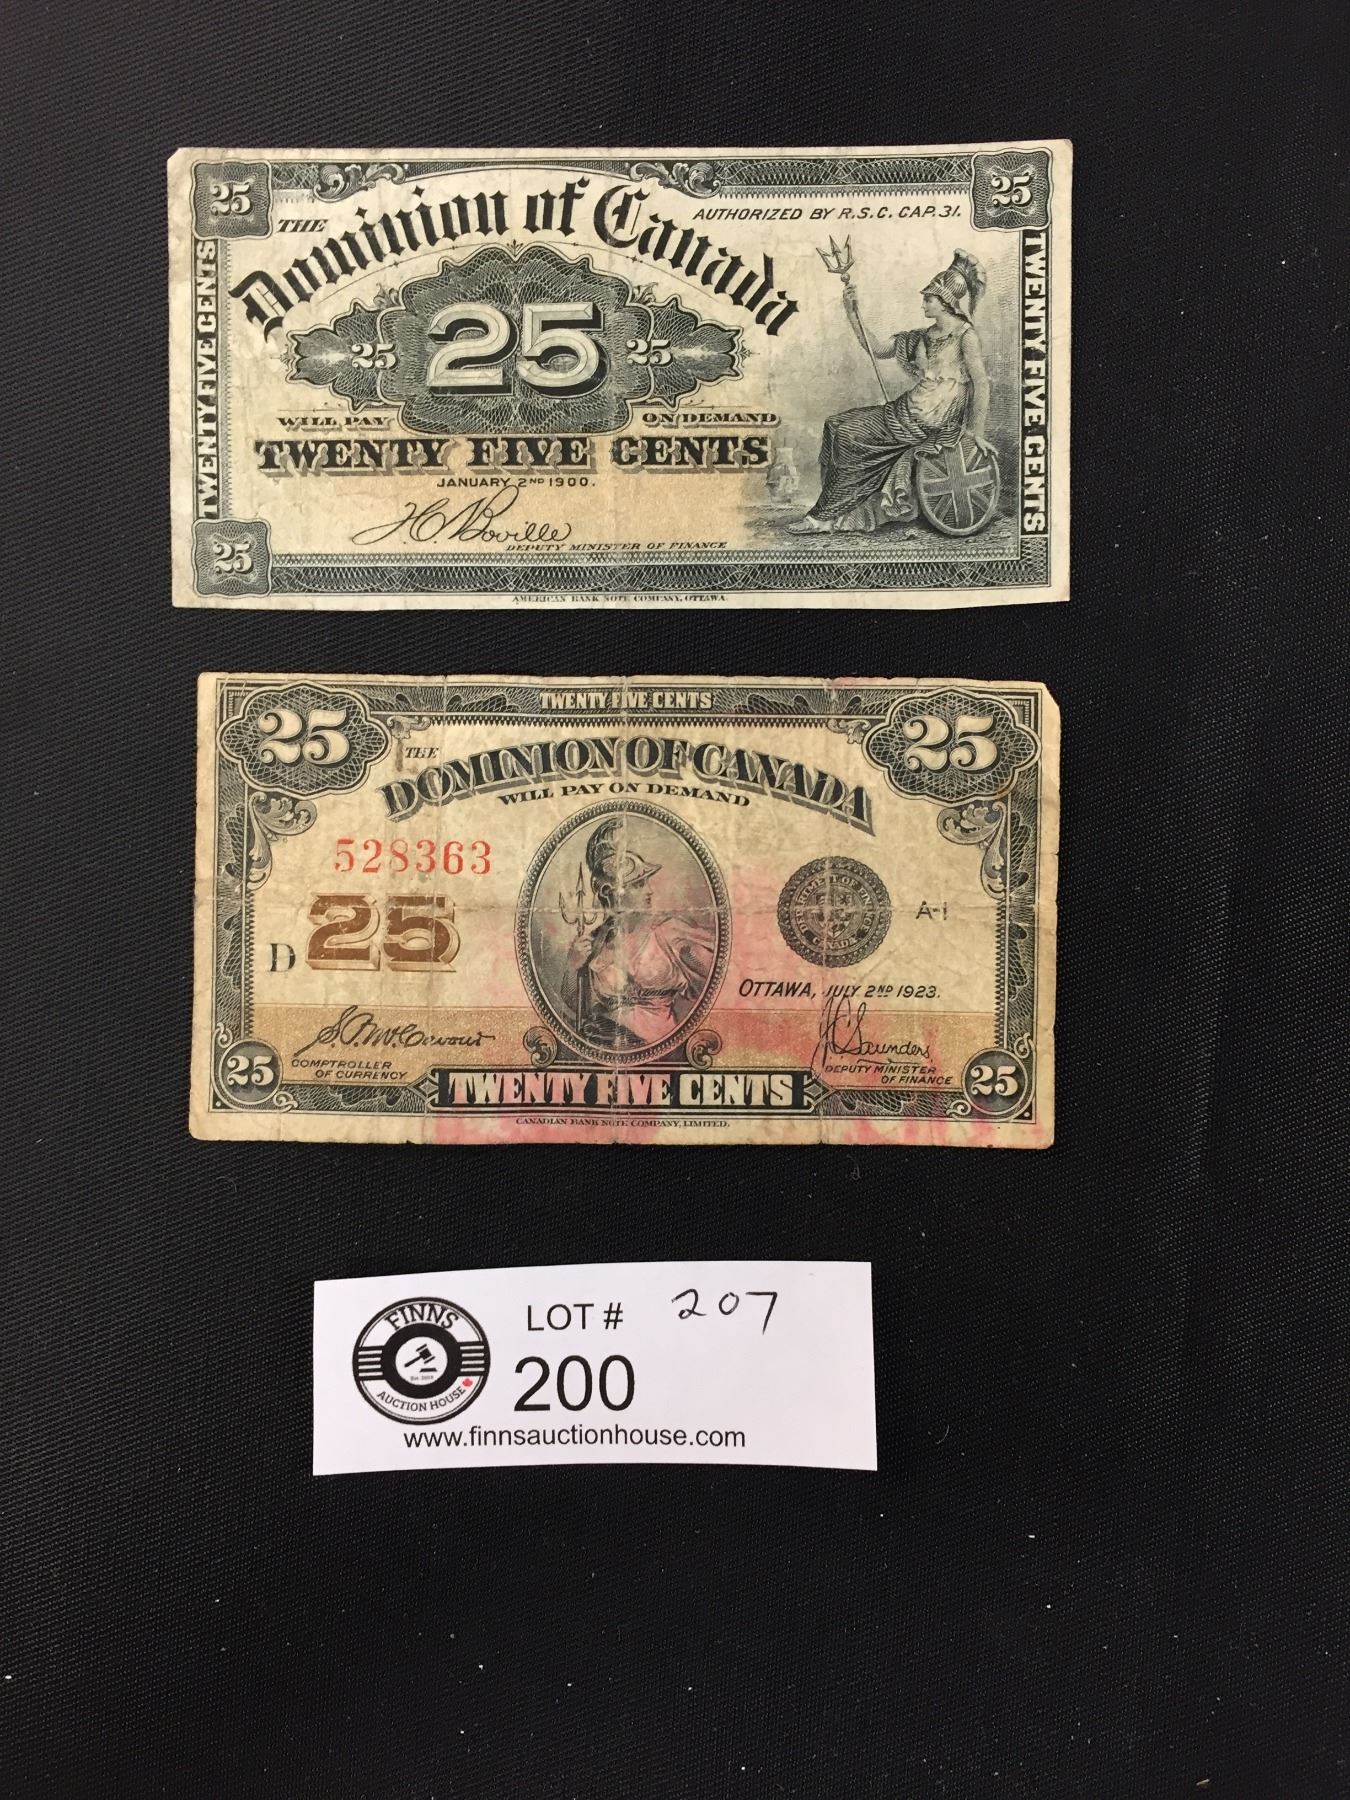 25
25
THE
Dominion of Canada
AUTHORIZED BY R.S.C. CAP. 31.
TWENTY FIVE CENTS
TWENTY FIVE CENTS
25
25
25
WILL PAY
ON DEMAND
TWENTY FIVE CENTS
JANUARY 2ND 1900.
H C Boville
DEPUTY MINISTER OF FINANCE
25
AMERICAN BANK NOTE COMPANY, OTTAWA.
TWENTY FIVE CENTS
25
25
THE
DOMINION OF CANADA
WILL PAY ON DEMAND
528363
D 25
A-1
CANADA
OTTAWA, JULY 2ND 1923.
J C Saunders
COMPTROLLER
OF CURRENCY
DEPUTY MINISTER
OF FINANCE
25
25
TWENTY FIVE CENTS
CANADIAN BANK NOTE COMPANY, LIMITED.
FINNS
AUCTION HOUSE
LOT # 207
200
www.finnsauctionhouse.com